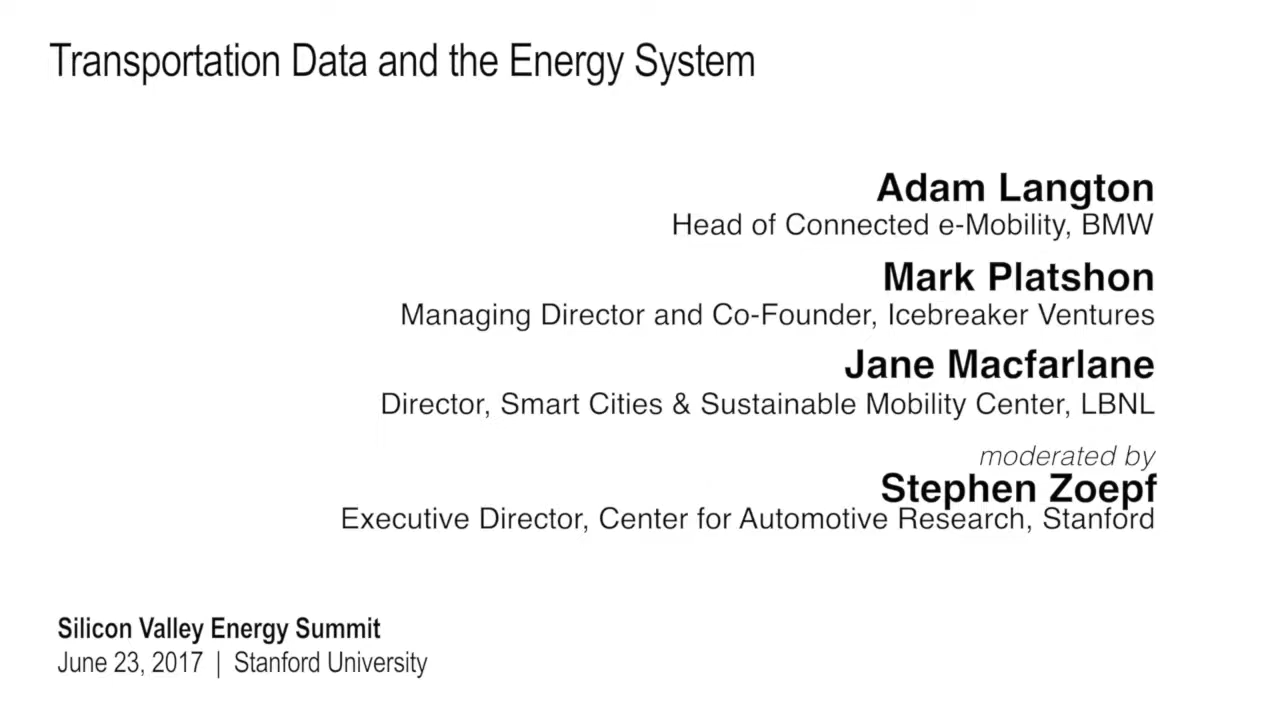 Transportation Data and the Energy System
Adam Langton
Head of Connected e-Mobility, BMW
Mark Platshon
Managing Director and Co-Founder, Icebreaker Ventures
Jane Macfarlane
Director, Smart Cities & Sustainable Mobility Center, LBNL
moderated by
Stephen Zoepf
Executive Director, Center for Automotive Research, Stanford
Silicon Valley Energy Summit
June 23, 2017 | Stanford University